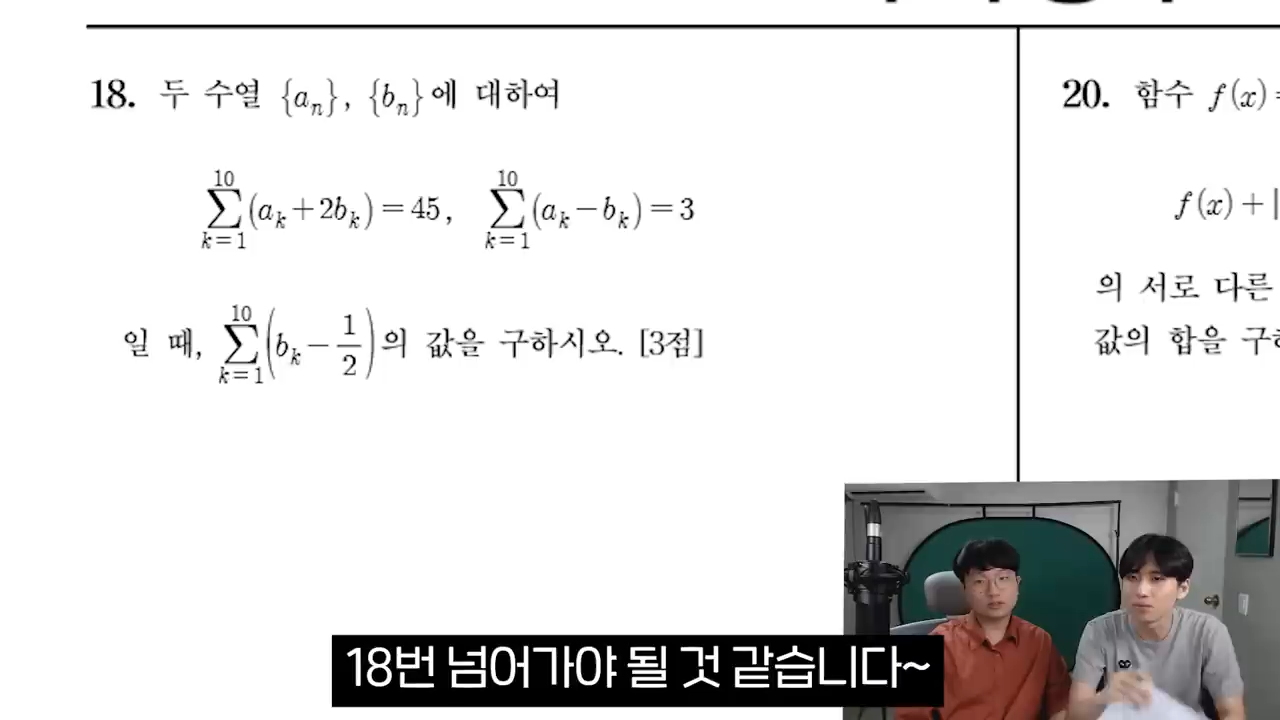 18. 두 수열 {aₙ}, {bₙ}에 대하여
10 10
∑(aₖ+2bₖ)=45, ∑(aₖ-bₖ)=3
k=1 k=1
10
일 때, ∑(bₖ-1/2)의 값을 구하시오. [3점]
k=1
20. 함수 f(x)=
f(x)+|
의 서로 다른
값의 합을 구하
18번 넘어가야 될 것 같습니다~